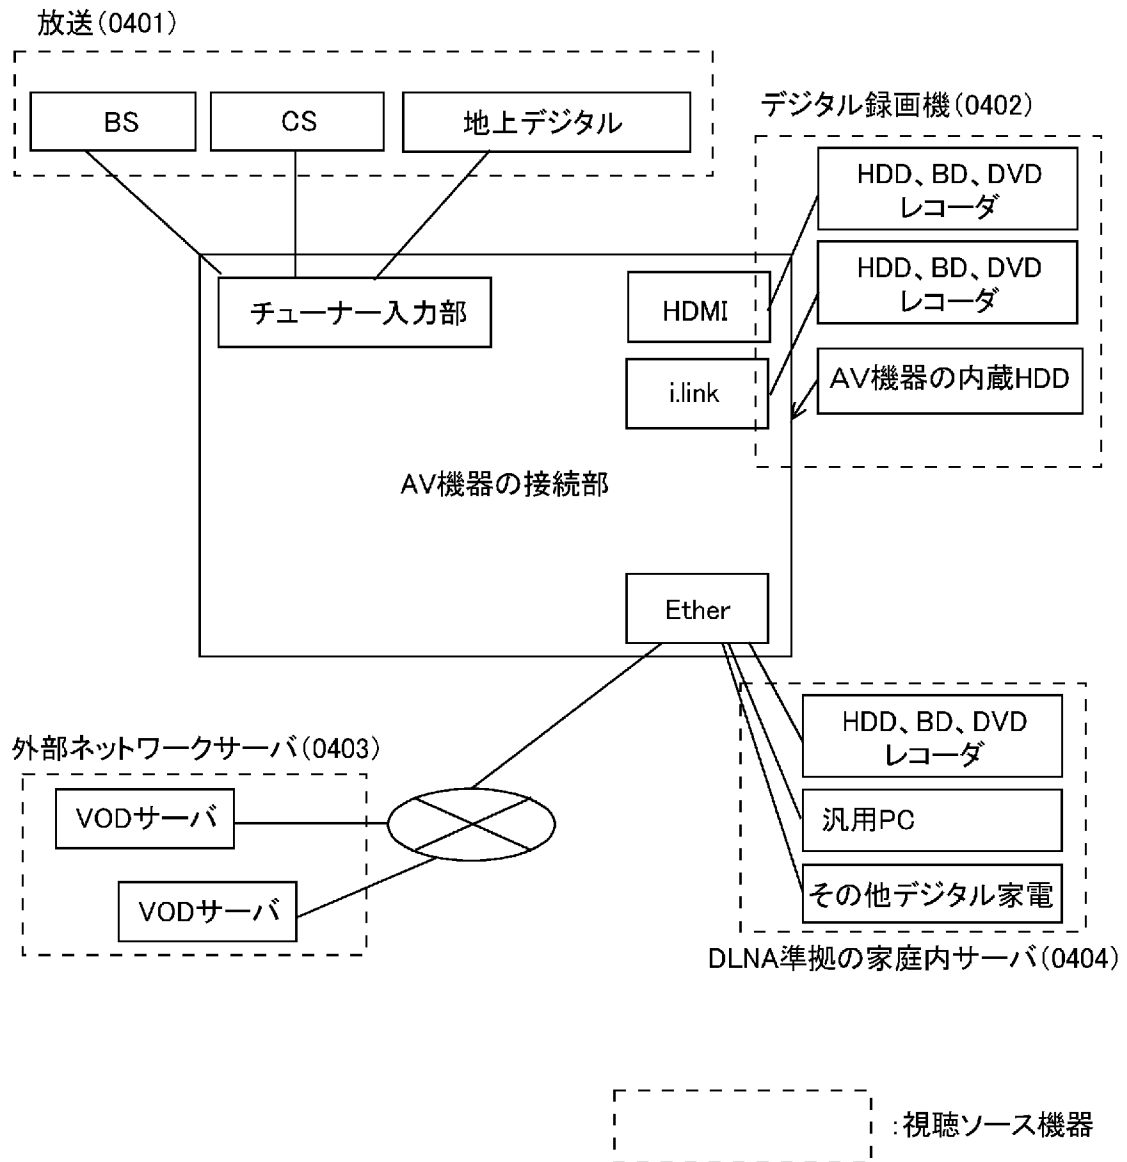 放送(0401)
BS
CS
地上デジタル
デジタル録画機(0402)
HDD、BD、DVD
レコーダ
HDD、BD、DVD
レコーダ
AV機器の内蔵HDD
チューナー入力部
HDMI
i.link
AV機器の接続部
Ether
外部ネットワークサーバ(0403)
VODサーバ
VODサーバ
HDD、BD、DVD
レコーダ
汎用PC
その他デジタル家電
DLNA準拠の家庭内サーバ(0404)
:視聴ソース機器